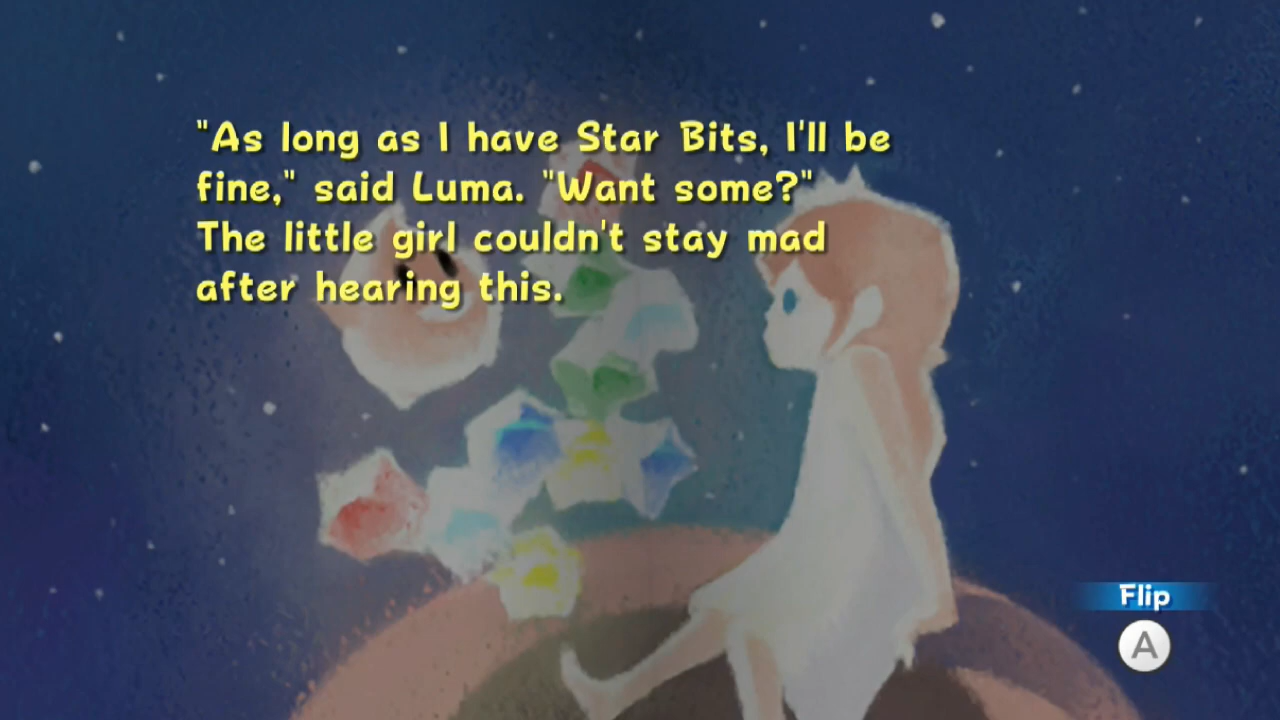 "As long as I have Star Bits, I'll be
fine," said Luma. "Want some?"
The little girl couldn't stay mad
after hearing this.
Flip
A